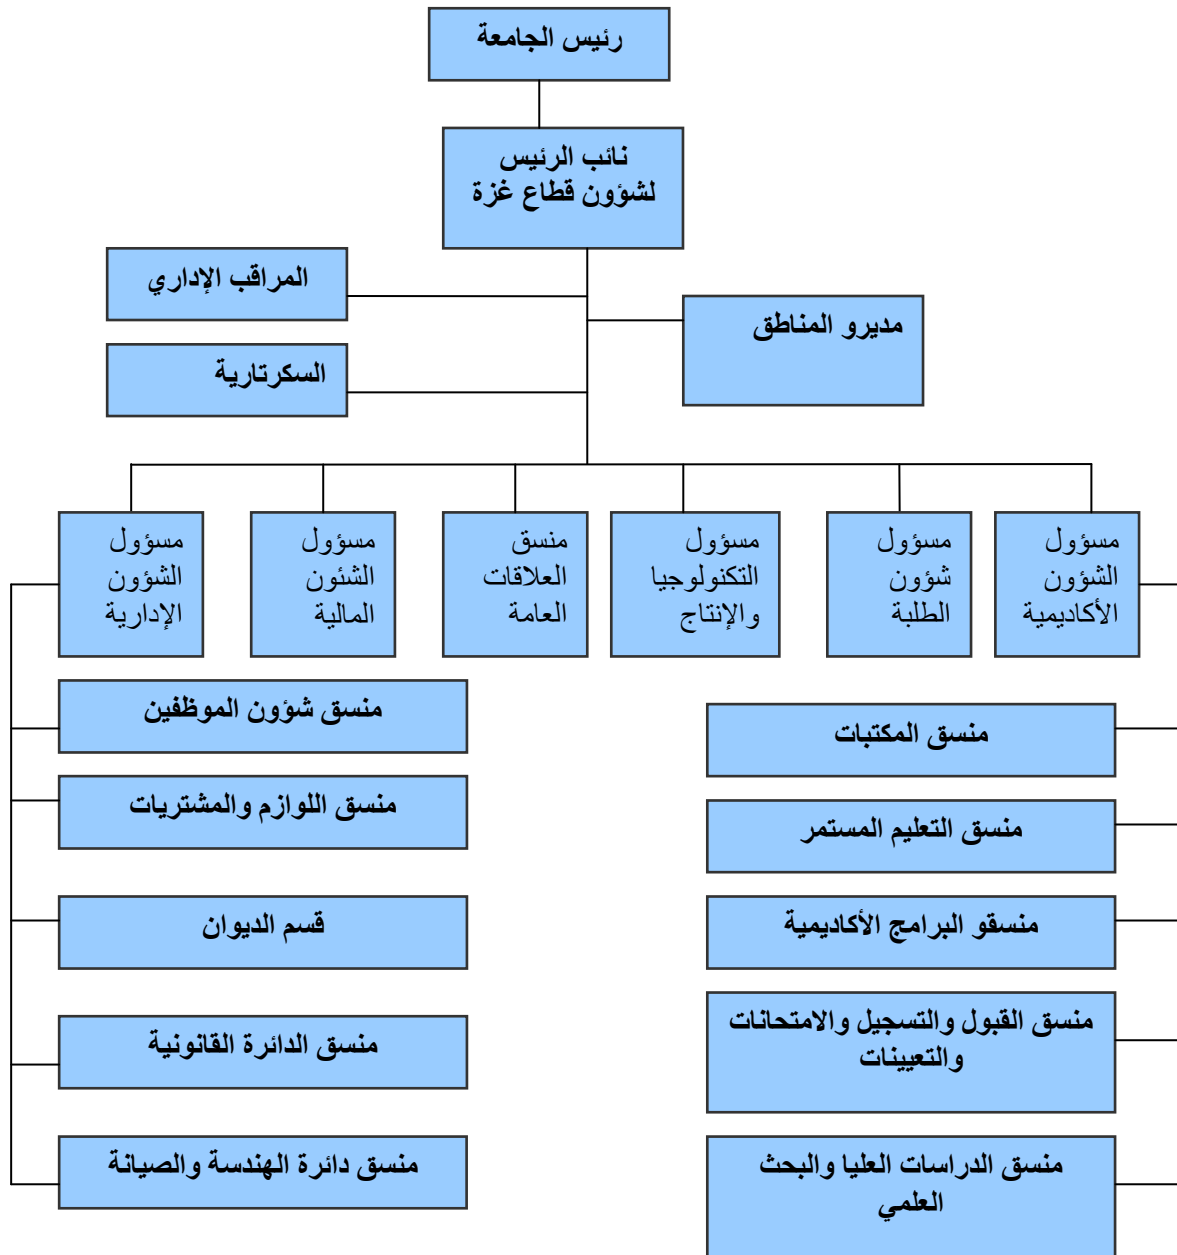 رئيس الجامعة
نائب الرئيس
لشؤون قطاع غزة
المراقب الإداري
مديرو المناطق
السكرتارية
مسؤول
الشؤون
الأكاديمية
مسؤول
شؤون
الطلبة
مسؤول
التكنولوجيا
والإنتاج
منسق
العلاقات
العامة
مسؤول
الشئون
المالية
مسؤول
الشؤون
الإدارية
منسق المكتبات
منسق التعليم المستمر
منسقو البرامج الأكاديمية
منسق القبول والتسجيل والامتحانات
والتعيينات
منسق الدراسات العليا والبحث
العلمي
منسق شؤون الموظفين
منسق اللوازم والمشتريات
قسم الديوان
منسق الدائرة القانونية
منسق دائرة الهندسة والصيانة